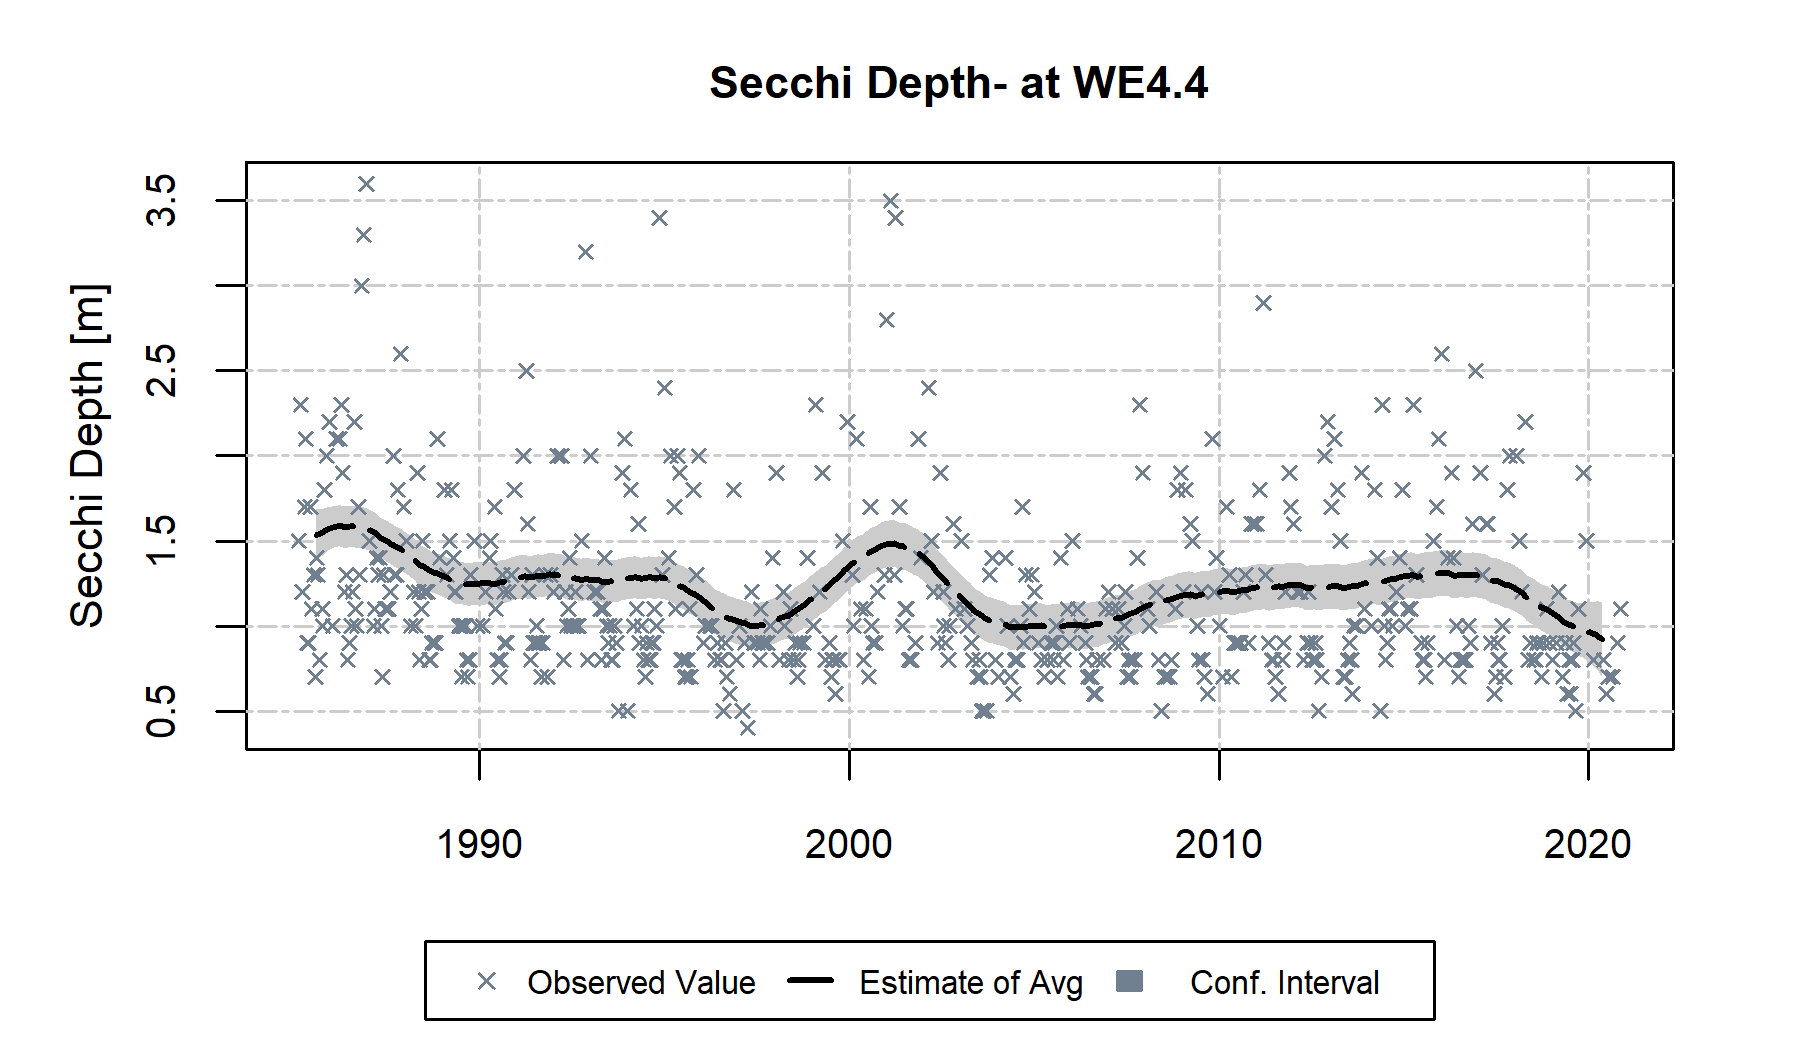 Secchi Depth- at WE4.4
Secchi Depth [m]
3.5
2.5
1.5
0.5
1990 2000 2010 2020
Observed Value Estimate of Avg Conf. Interval